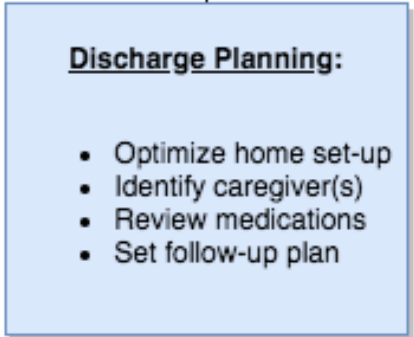 Discharge Planning:
• Optimize home set-up
• Identify caregiver(s)
• Review medications
• Set follow-up plan